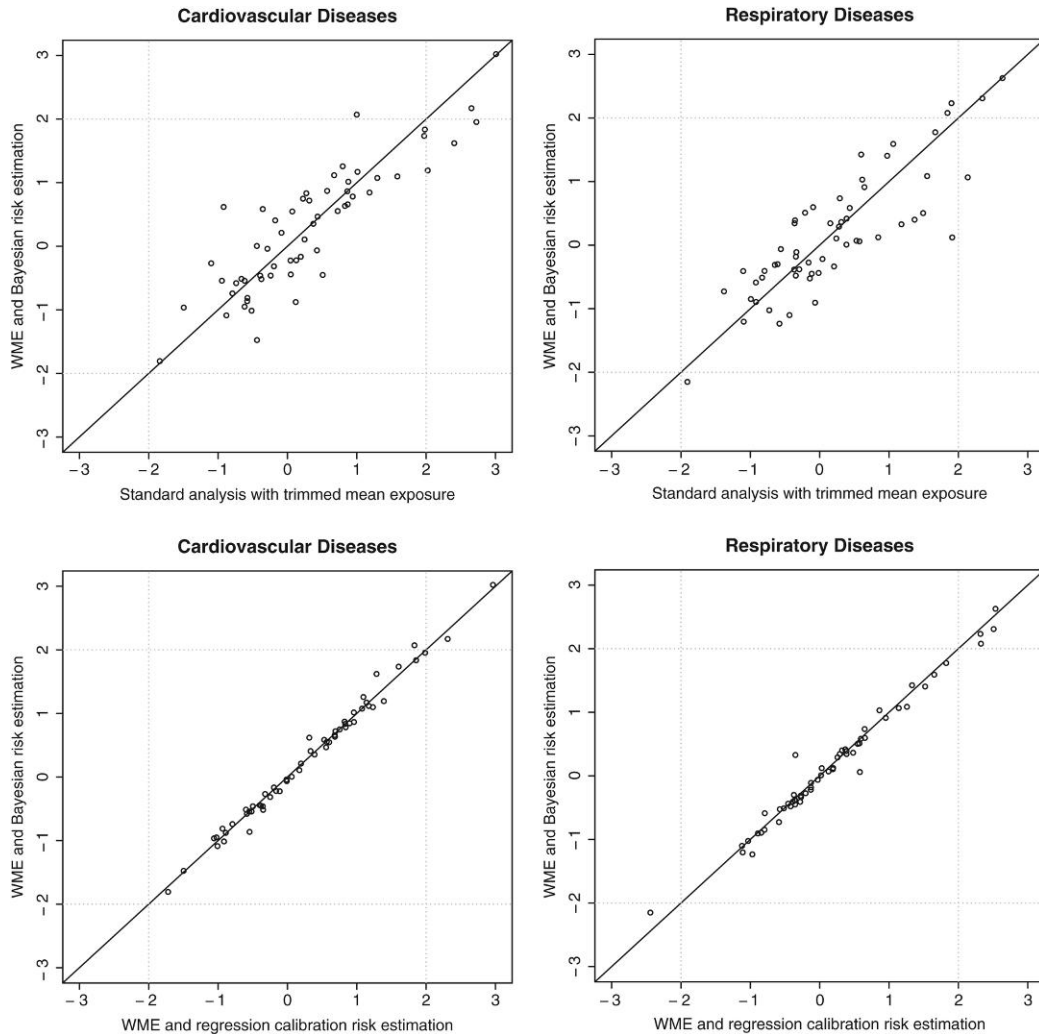 Cardiovascular Diseases
WME and Bayesian risk estimation
3
2
1
0
−1
−2
−3
−3 −2 −1 0 1 2 3
Standard analysis with trimmed mean exposure
Respiratory Diseases
WME and Bayesian risk estimation
3
2
1
0
−1
−2
−3
−3 −2 −1 0 1 2 3
Standard analysis with trimmed mean exposure
Cardiovascular Diseases
WME and Bayesian risk estimation
3
2
1
0
−1
−2
−3
−3 −2 −1 0 1 2 3
WME and regression calibration risk estimation
Respiratory Diseases
WME and Bayesian risk estimation
3
2
1
0
−1
−2
−3
−3 −2 −1 0 1 2 3
WME and regression calibration risk estimation